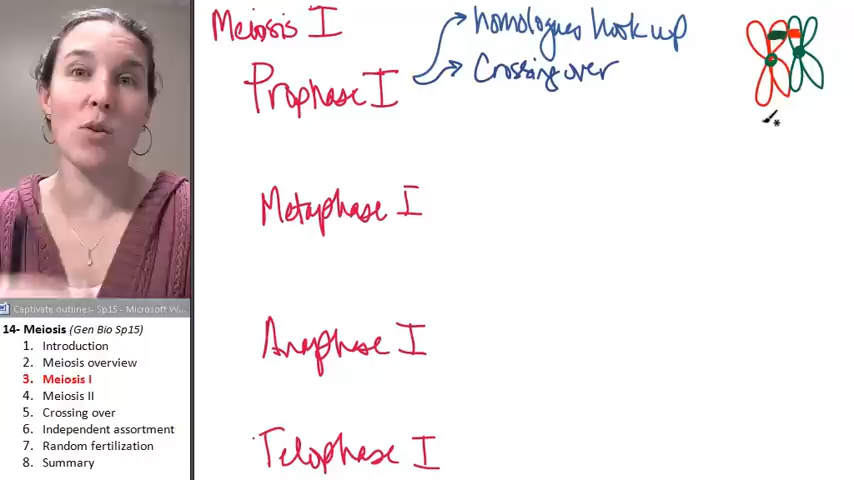 Meiosis I
homologues hook up
Prophase I
Crossing over
Metaphase I
Anaphase I
Telophase I
Captivate outlines- Sp15 - Microsoft W...
14- Meiosis (Gen Bio Sp15)
1. Introduction
2. Meiosis overview
3. Meiosis I
4. Meiosis II
5. Crossing over
6. Independent assortment
7. Random fertilization
8. Summary